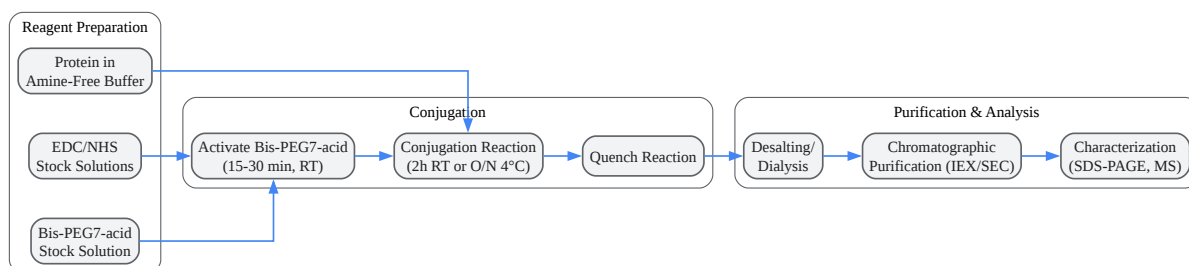 Reagent Preparation
Protein in
Amine-Free Buffer
EDC/NHS
Stock Solutions
Bis-PEG7-acid
Stock Solution
Conjugation
Activate Bis-PEG7-acid
(15-30 min, RT)
Conjugation Reaction
(2h RT or O/N 4°C)
Quench Reaction
Purification & Analysis
Desalting/
Dialysis
Chromatographic
Purification (IEX/SEC)
Characterization
(SDS-PAGE, MS)